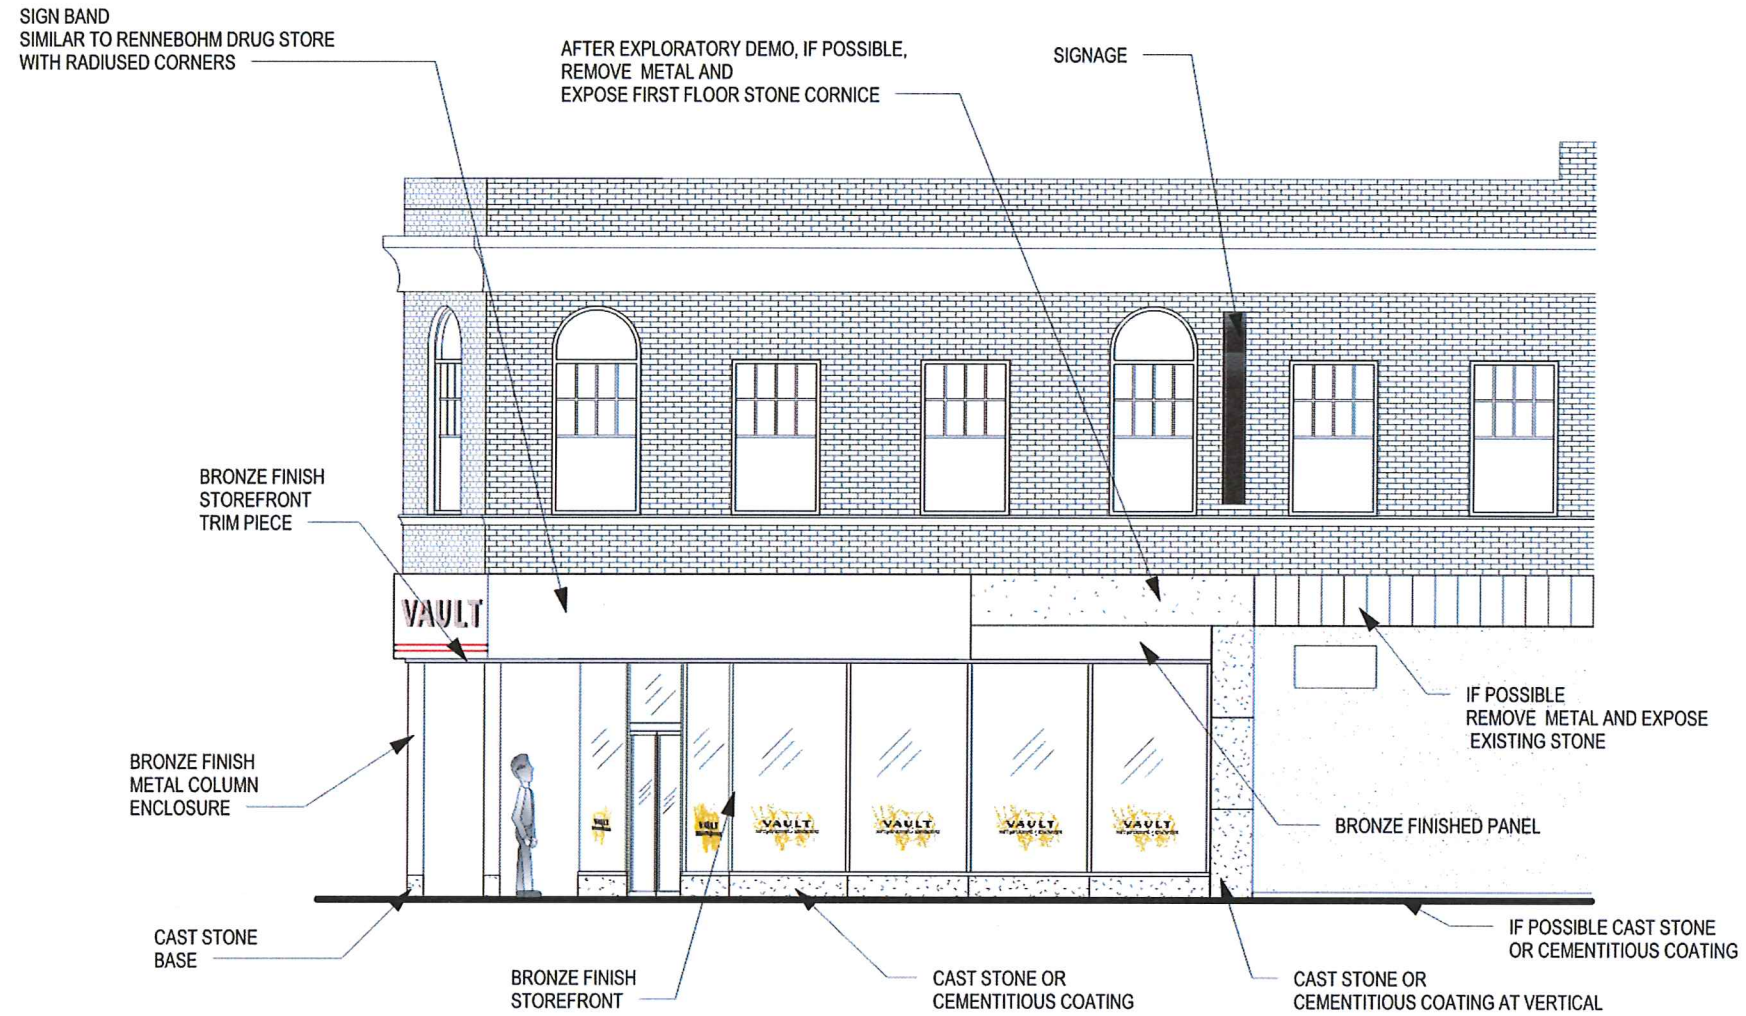 SIGN BAND
SIMILAR TO RENNEBOHM DRUG STORE
WITH RADIUSED CORNERS
AFTER EXPLORATORY DEMO, IF POSSIBLE,
REMOVE METAL AND
EXPOSE FIRST FLOOR STONE CORNICE
SIGNAGE
BRONZE FINISH
STOREFRONT
TRIM PIECE
VAULT
IF POSSIBLE
REMOVE METAL AND EXPOSE
EXISTING STONE
BRONZE FINISH
METAL COLUMN
ENCLOSURE
VAULT
VAULT
VAULT
VAULT
VAULT
VAULT
BRONZE FINISHED PANEL
CAST STONE
BASE
BRONZE FINISH
STOREFRONT
CAST STONE OR
CEMENTITIOUS COATING
CAST STONE OR
CEMENTITIOUS COATING AT VERTICAL
IF POSSIBLE CAST STONE
OR CEMENTITIOUS COATING